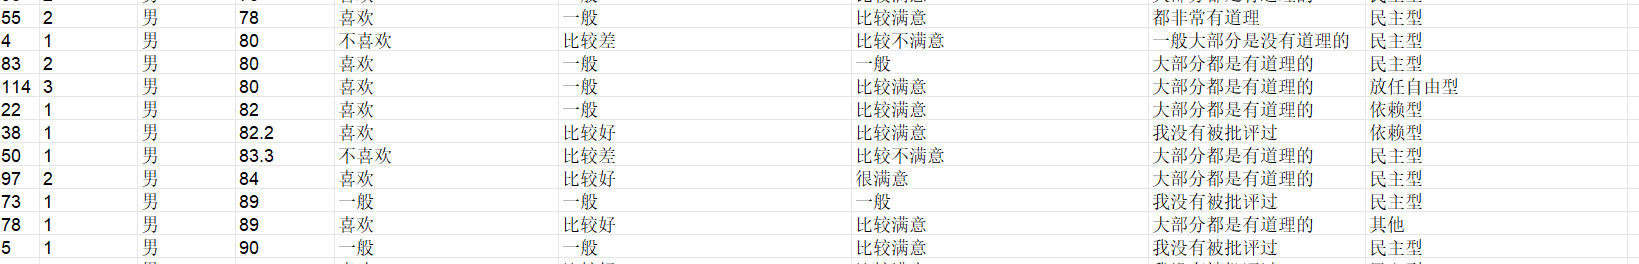 55 2 男 78 喜欢 一般 比较满意 都非常有道理 民主型
4 1 男 80 不喜欢 比较差 比较不满意 一般大部分是没有道理的 民主型
83 2 男 80 喜欢 一般 一般 大部分都是有道理的 民主型
114 3 男 80 喜欢 一般 比较满意 大部分都是有道理的 放任自由型
22 1 男 82 喜欢 一般 比较满意 大部分都是有道理的 依赖型
38 1 男 82.2 喜欢 比较好 比较满意 我没有被批评过 依赖型
50 1 男 83.3 不喜欢 比较差 比较不满意 大部分都是有道理的 民主型
97 2 男 84 喜欢 比较好 很满意 大部分都是有道理的 民主型
73 1 男 89 一般 一般 一般 我没有被批评过 民主型
78 1 男 89 喜欢 比较好 比较满意 大部分都是有道理的 其他
5 1 男 90 一般 一般 比较满意 我没有被批评过 民主型